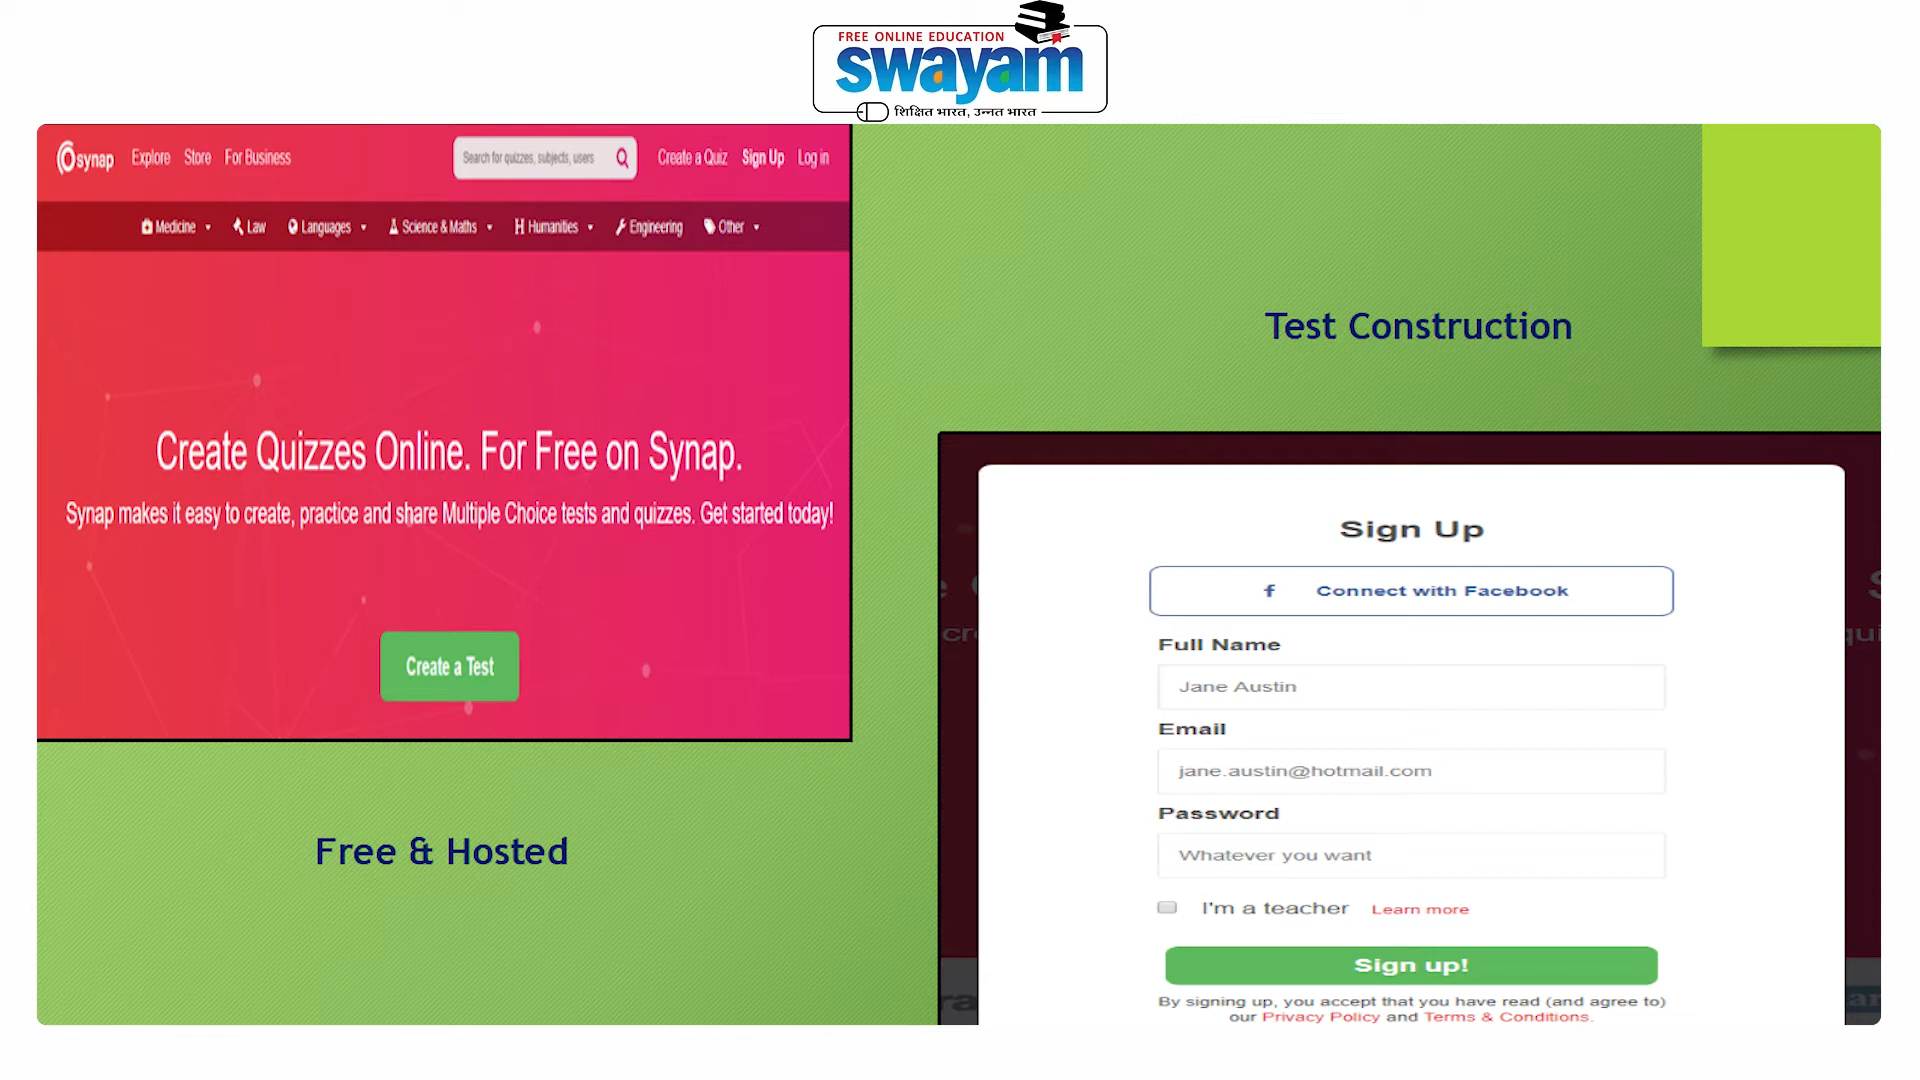 FREE ONLINE EDUCATION
swayam
शिक्षित भारत, उन्नत भारत
synap Explore Store For Business Search for quizzes, subjects, users Create a Quiz Sign Up Log in
Medicine Law Languages Science & Maths Humanities Engineering Other
Create Quizzes Online. For Free on Synap.
Synap makes it easy to create, practice and share Multiple Choice tests and quizzes. Get started today!
Create a Test
Free & Hosted
Test Construction
Sign Up
f Connect with Facebook
Full Name
Jane Austin
Email
jane.austin@hotmail.com
Password
Whatever you want
I'm a teacher Learn more
Sign up!
By signing up, you accept that you have read (and agree to)
our Privacy Policy and Terms & Conditions.